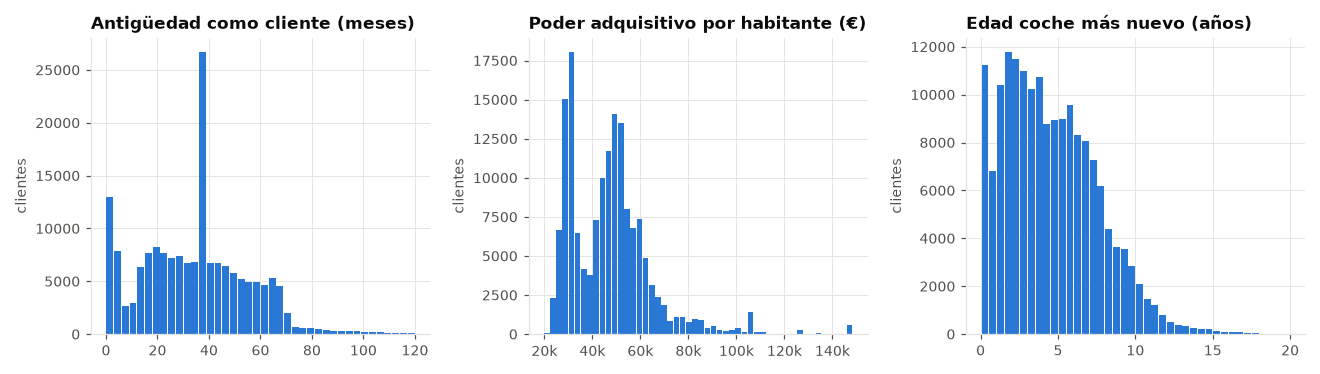 Antigüedad como cliente (meses)
clientes
25000
20000
15000
10000
5000
0
0 20 40 60 80 100 120
Poder adquisitivo por habitante (€)
clientes
17500
15000
12500
10000
7500
5000
2500
0
20k 40k 60k 80k 100k 120k 140k
Edad coche más nuevo (años)
clientes
12000
10000
8000
6000
4000
2000
0
0 5 10 15 20